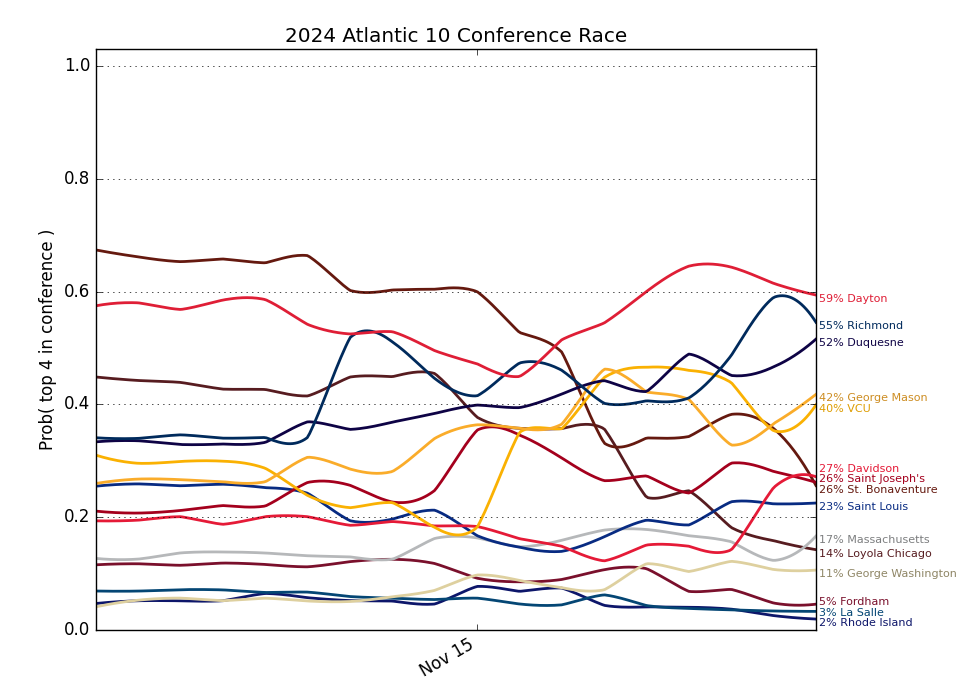 2024 Atlantic 10 Conference Race
Prob( top 4 in conference )
1.0
0.8
0.6
0.4
0.2
0.0
Nov 15
59% Dayton
55% Richmond
52% Duquesne
42% George Mason
40% VCU
27% Davidson
26% Saint Joseph's
26% St. Bonaventure
23% Saint Louis
17% Massachusetts
14% Loyola Chicago
11% George Washington
5% Fordham
3% La Salle
2% Rhode Island